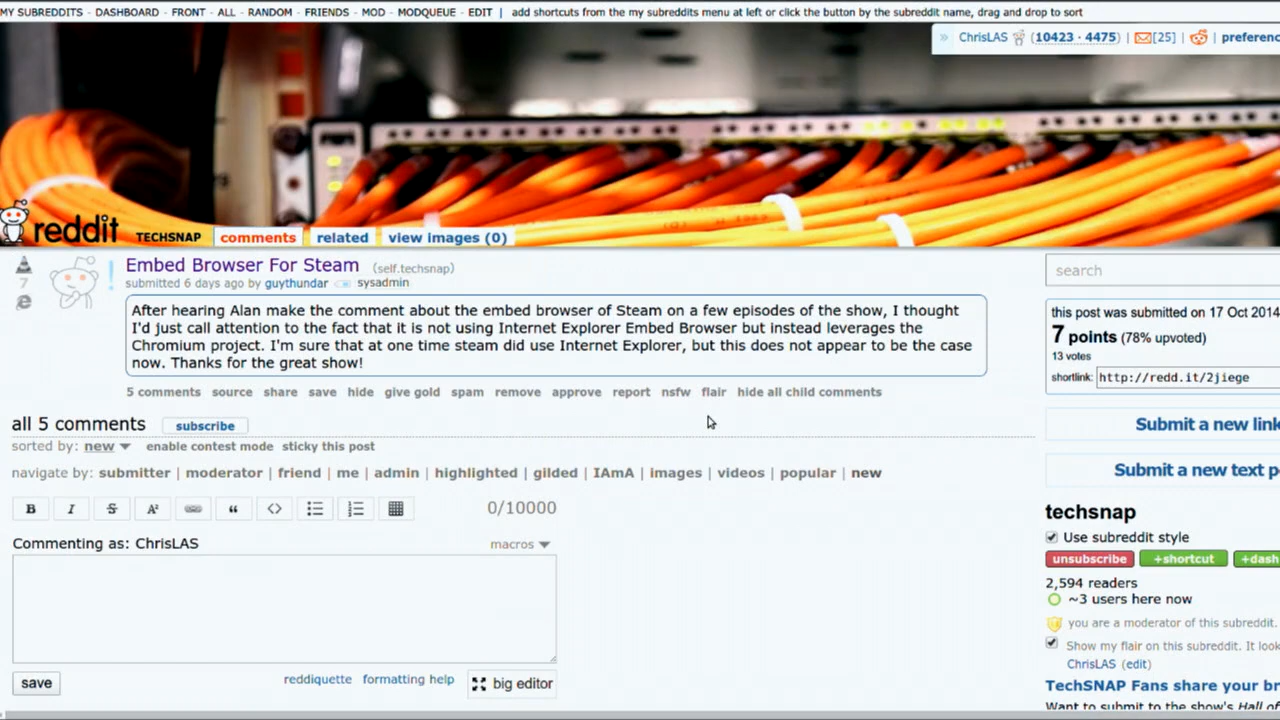 MY SUBREDDITS - DASHBOARD - FRONT - ALL - RANDOM - FRIENDS - MOD - MODQUEUE - EDIT | add shortcuts from the my subreddits menu at left or click the button by the subreddit name, drag and drop to sort
» ChrisLAS (10423 · 4475) | [25] | | preferenc
reddit TECHSNAP comments related view images (0)
Embed Browser For Steam (self.techsnap)
submitted 6 days ago by guythundar sysadmin
7
After hearing Alan make the comment about the embed browser of Steam on a few episodes of the show, I thought
I'd just call attention to the fact that it is not using Internet Explorer Embed Browser but instead leverages the
Chromium project. I'm sure that at one time steam did use Internet Explorer, but this does not appear to be the case
now. Thanks for the great show!
5 comments source share save hide give gold spam remove approve report nsfw flair hide all child comments
all 5 comments subscribe
sorted by: new enable contest mode sticky this post
navigate by: submitter | moderator | friend | me | admin | highlighted | gilded | IAmA | images | videos | popular | new
B I S A² “ <> 0/10000
Commenting as: ChrisLAS macros
save reddiquette formatting help big editor
search
this post was submitted on 17 Oct 2014
7 points (78% upvoted)
13 votes
shortlink: http://redd.it/2jiege
Submit a new link
Submit a new text p
techsnap
Use subreddit style
unsubscribe +shortcut +dash
2,594 readers
~3 users here now
you are a moderator of this subreddit.
Show my flair on this subreddit. It look
ChrisLAS (edit)
TechSNAP Fans share your br
Want to submit to the show's Hall of